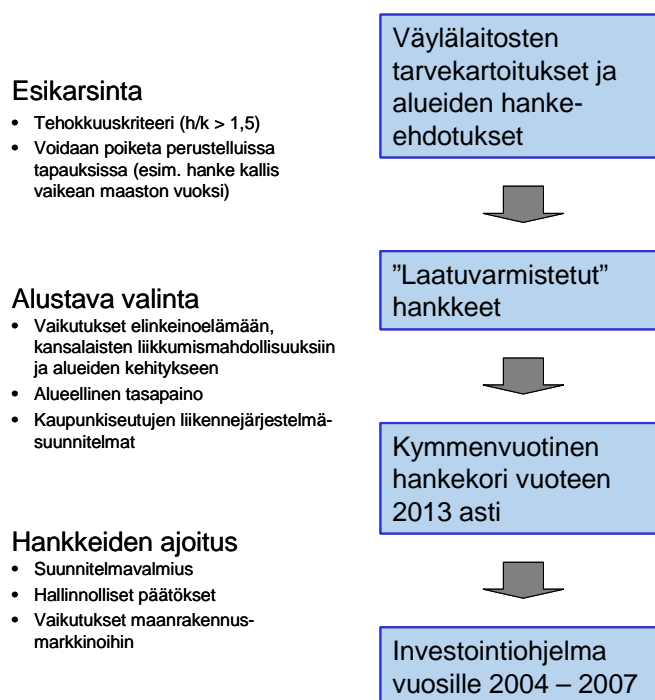 Väylälaitosten
tarvekartoitukset ja
alueiden hanke-
ehdotukset
Esikarsinta
• Tehokkuuskriteeri (h/k > 1,5)
• Voidaan poiketa perustelluissa
tapauksissa (esim. hanke kallis
vaikean maaston vuoksi)
”Laatuvarmistetut”
hankkeet
Alustava valinta
• Vaikutukset elinkeinoelämään,
kansalaisten liikkumismahdollisuuksiin
ja alueiden kehitykseen
• Alueellinen tasapaino
• Kaupunkiseutujen liikennejärjestelmä-
suunnitelmat
Kymmenvuotinen
hankekori vuoteen
2013 asti
Hankkeiden ajoitus
• Suunnitelmavalmius
• Hallinnolliset päätökset
• Vaikutukset maanrakennus-
markkinoihin
Investointiohjelma
vuosille 2004 – 2007